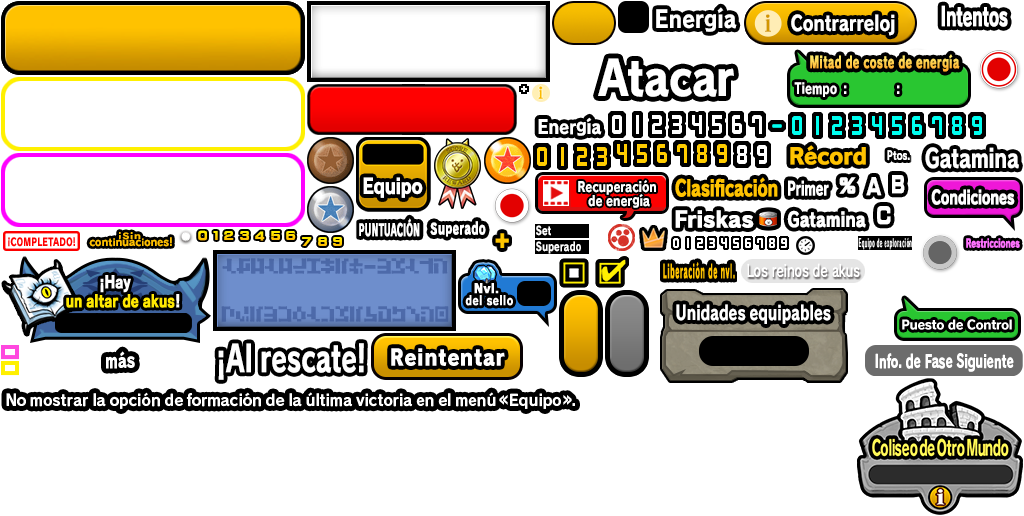 Energía
Contrarreloj
Intentos
Atacar
Mitad de coste de energía
Tiempo : :
Energía
01234567-0123456789
012345678989
Récord
Ptos.
Gatamina
Equipo
Recuperación
de energía
Clasificación
Primer % A B
Condiciones
Friskas
Gatamina C
PUNTUACIÓN
Superado
Set
Superado
0123456789
Equipo de exploración
Restricciones
¡COMPLETADO!
¡Sin
continuaciones!
0123456
789
¡Hay
un altar de akus!
Nvl.
del sello
Liberación de nvl.
Los reinos de akus
Unidades equipables
Puesto de Control
más
¡Al rescate!
Reintentar
Info. de Fase Siguiente
No mostrar la opción de formación de la última victoria en el menú «Equipo».
Coliseo de Otro Mundo